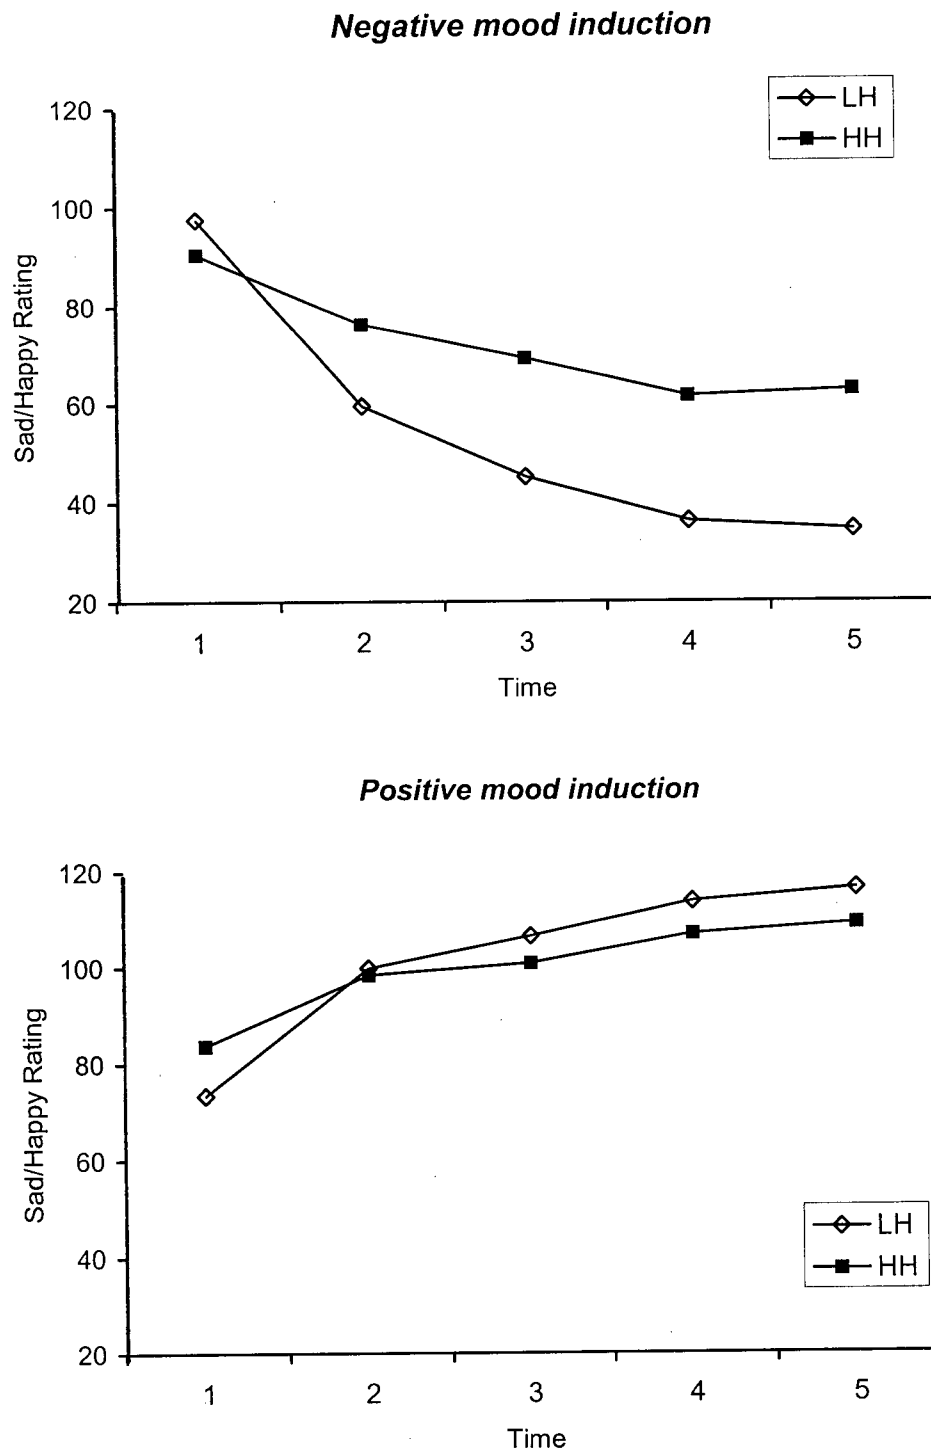 Negative mood induction
LH
HH
120
100
80
60
40
20
Sad/Happy Rating
1 2 3 4 5
Time
Positive mood induction
120
100
80
60
40
20
Sad/Happy Rating
LH
HH
1 2 3 4 5
Time